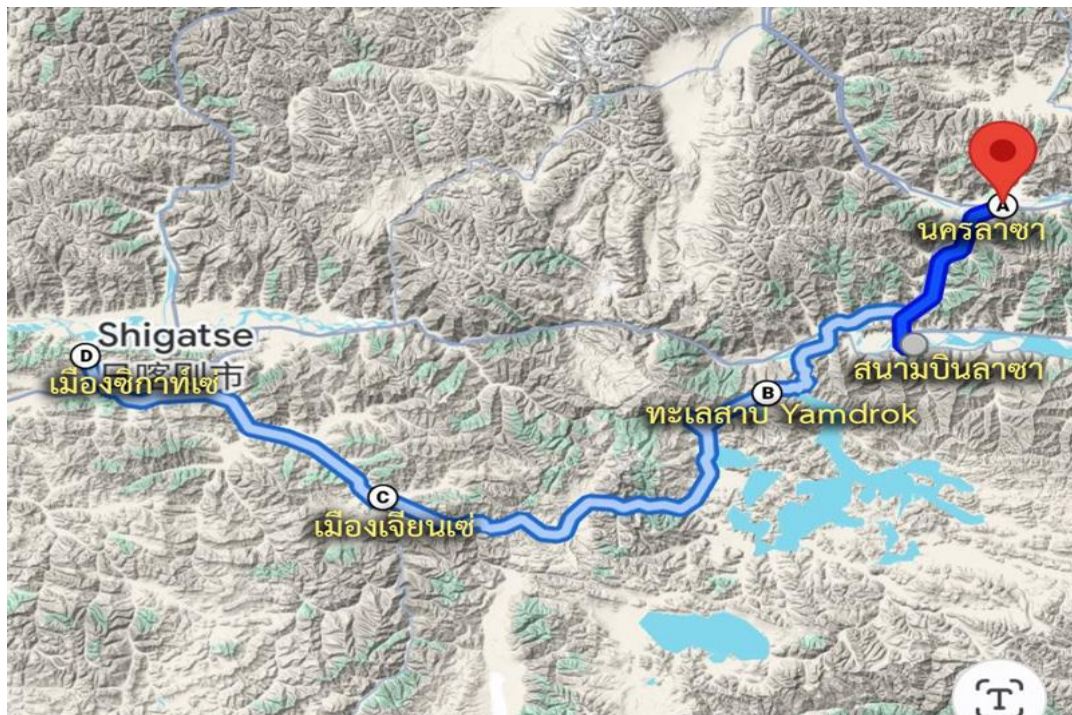 A
นครลาซา
Shigatse
D
เมืองซิกาท์เซ่
日喀则市
สนามบินลาซา
B
ทะเลสาบ Yamdrok
C
เมืองเจียนเซ่
T